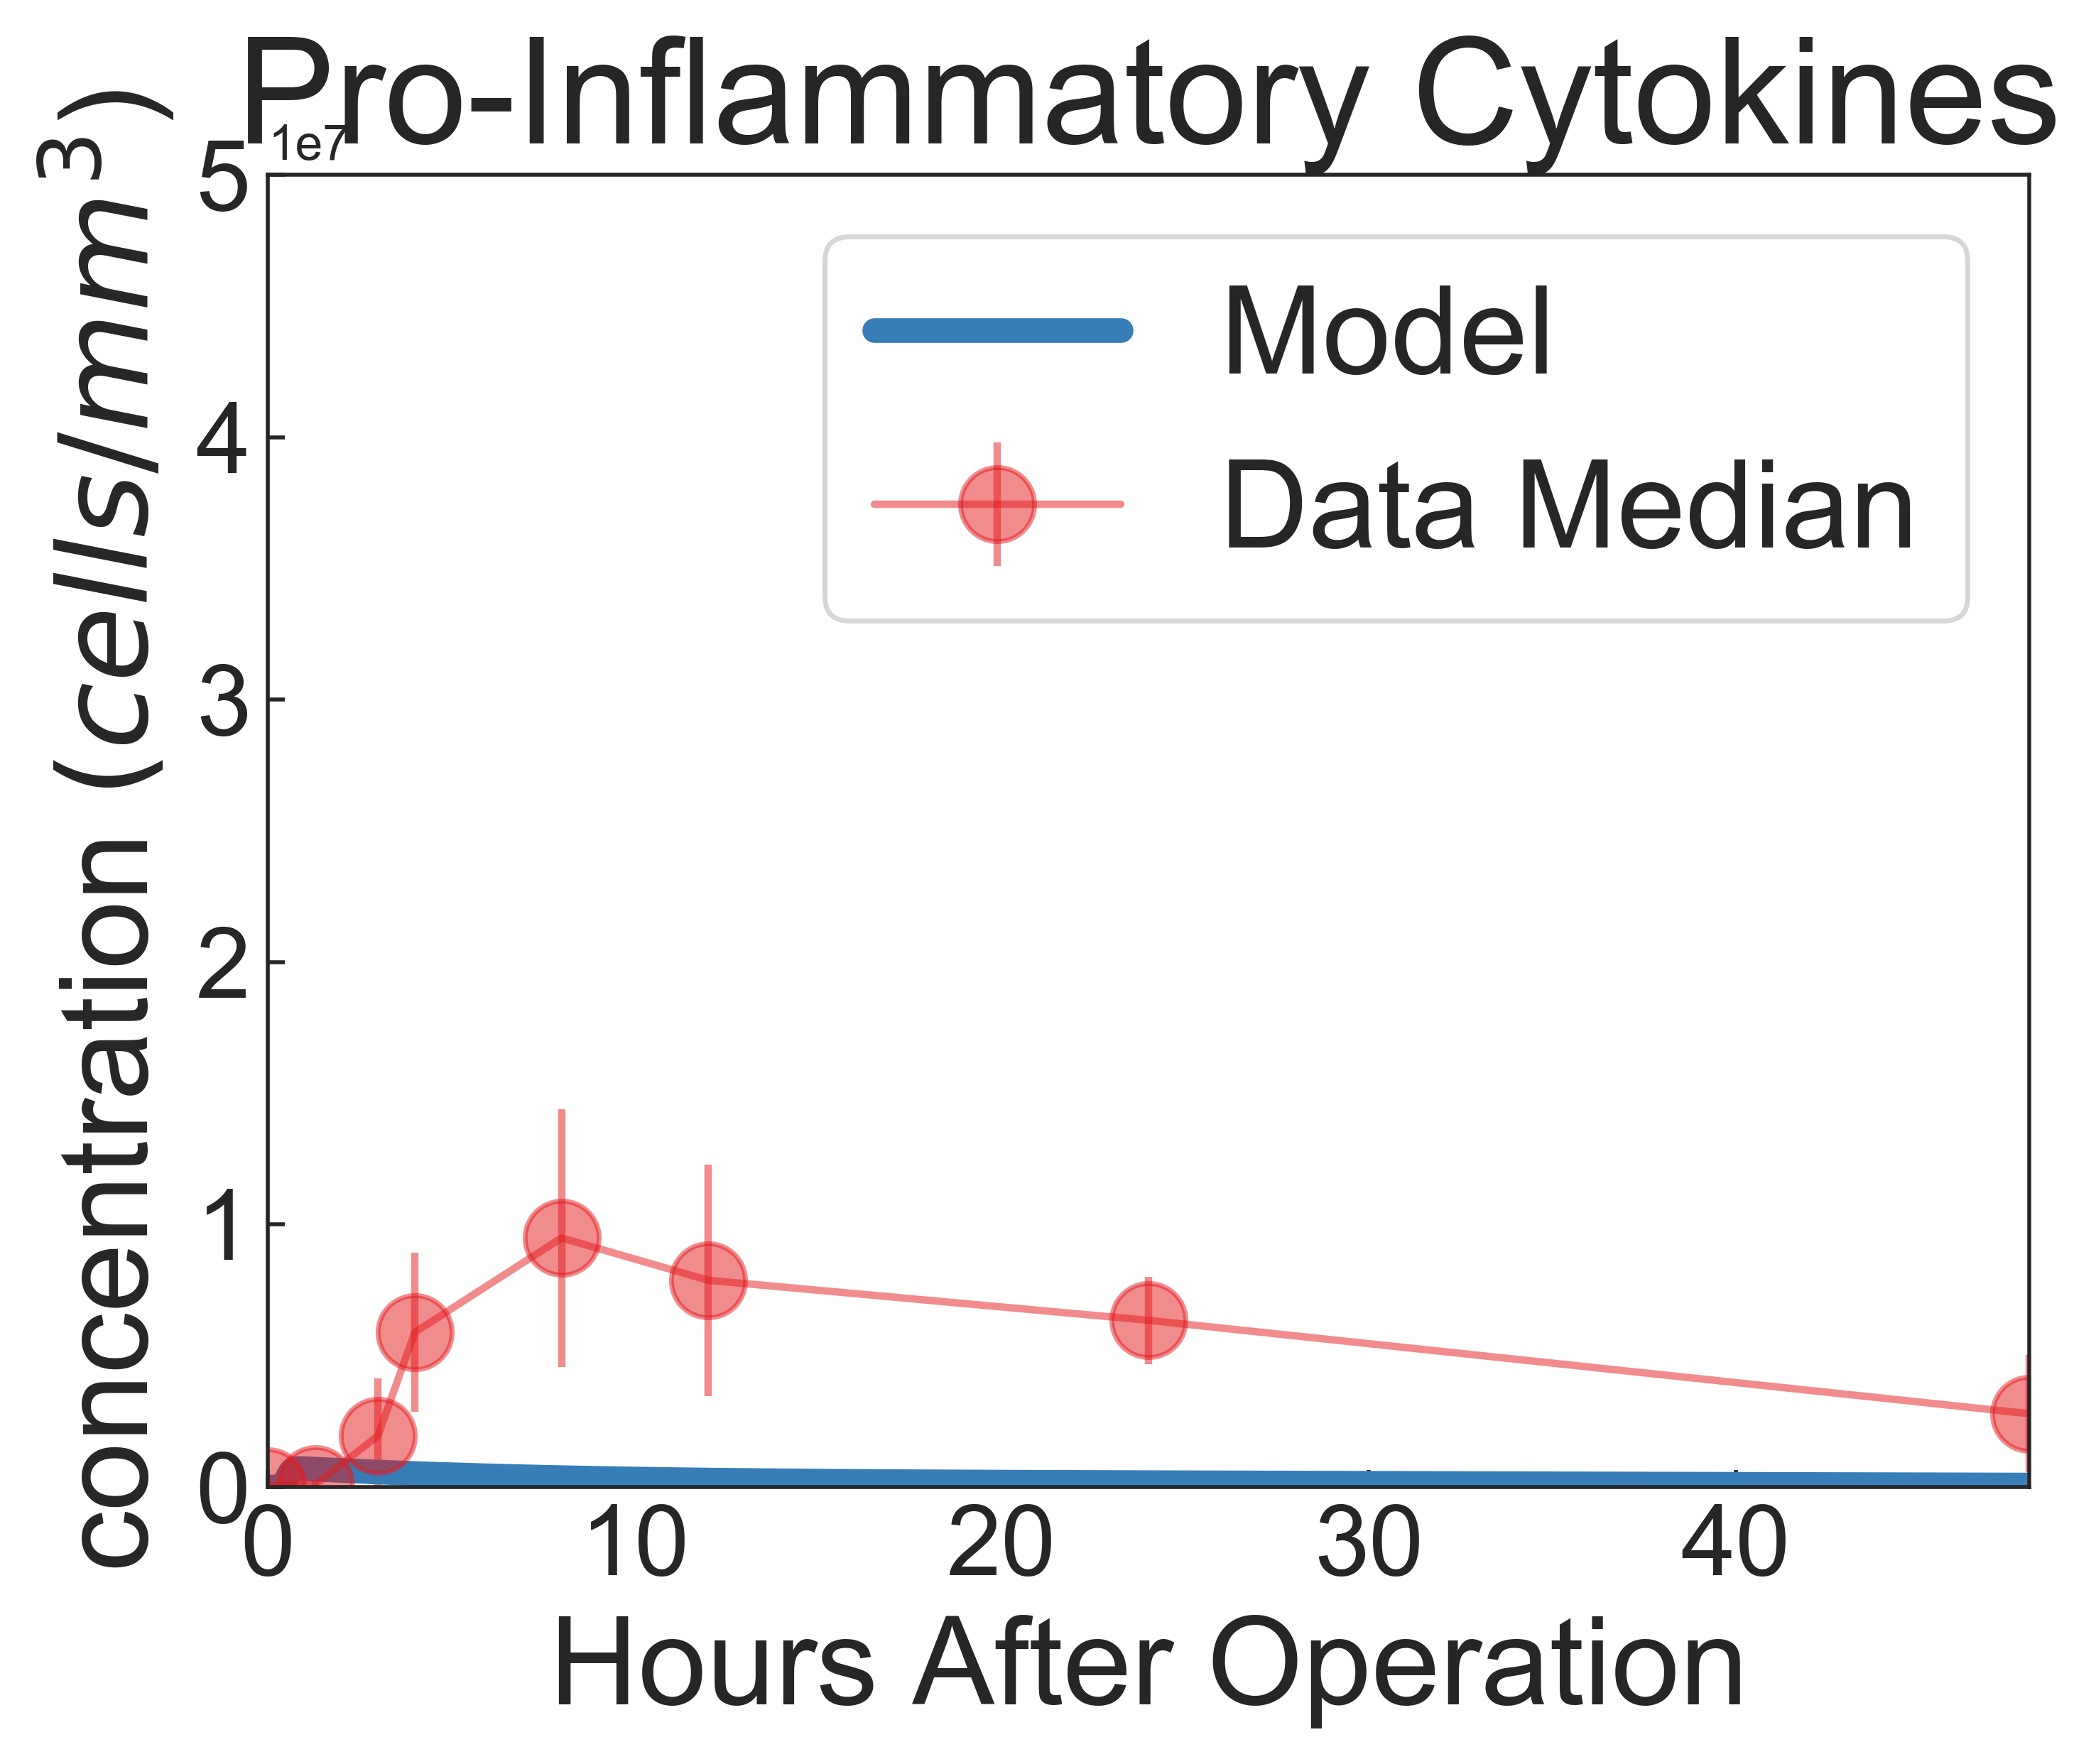 Pro-Inflammatory Cytokines
1e7
concentration (cells/mm³)
5
4
3
2
1
0
Model
Data Median
0 10 20 30 40
Hours After Operation